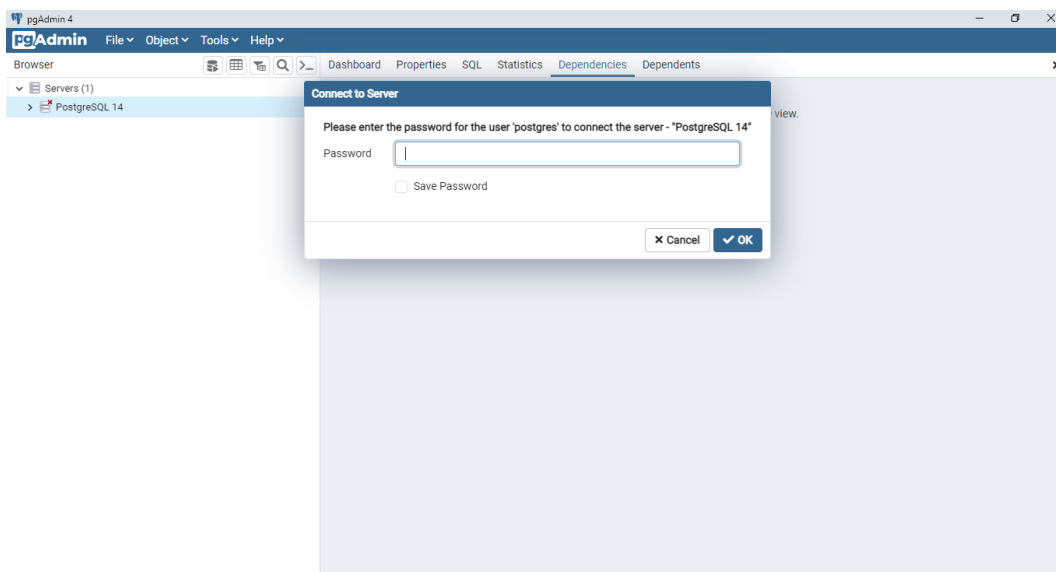 pgAdmin 4
pgAdmin File Object Tools Help
Browser Dashboard Properties SQL Statistics Dependencies Dependents
Servers (1)
PostgreSQL 14
Connect to Server
view.
Please enter the password for the user 'postgres' to connect the server - "PostgreSQL 14"
Password
Save Password
Cancel OK